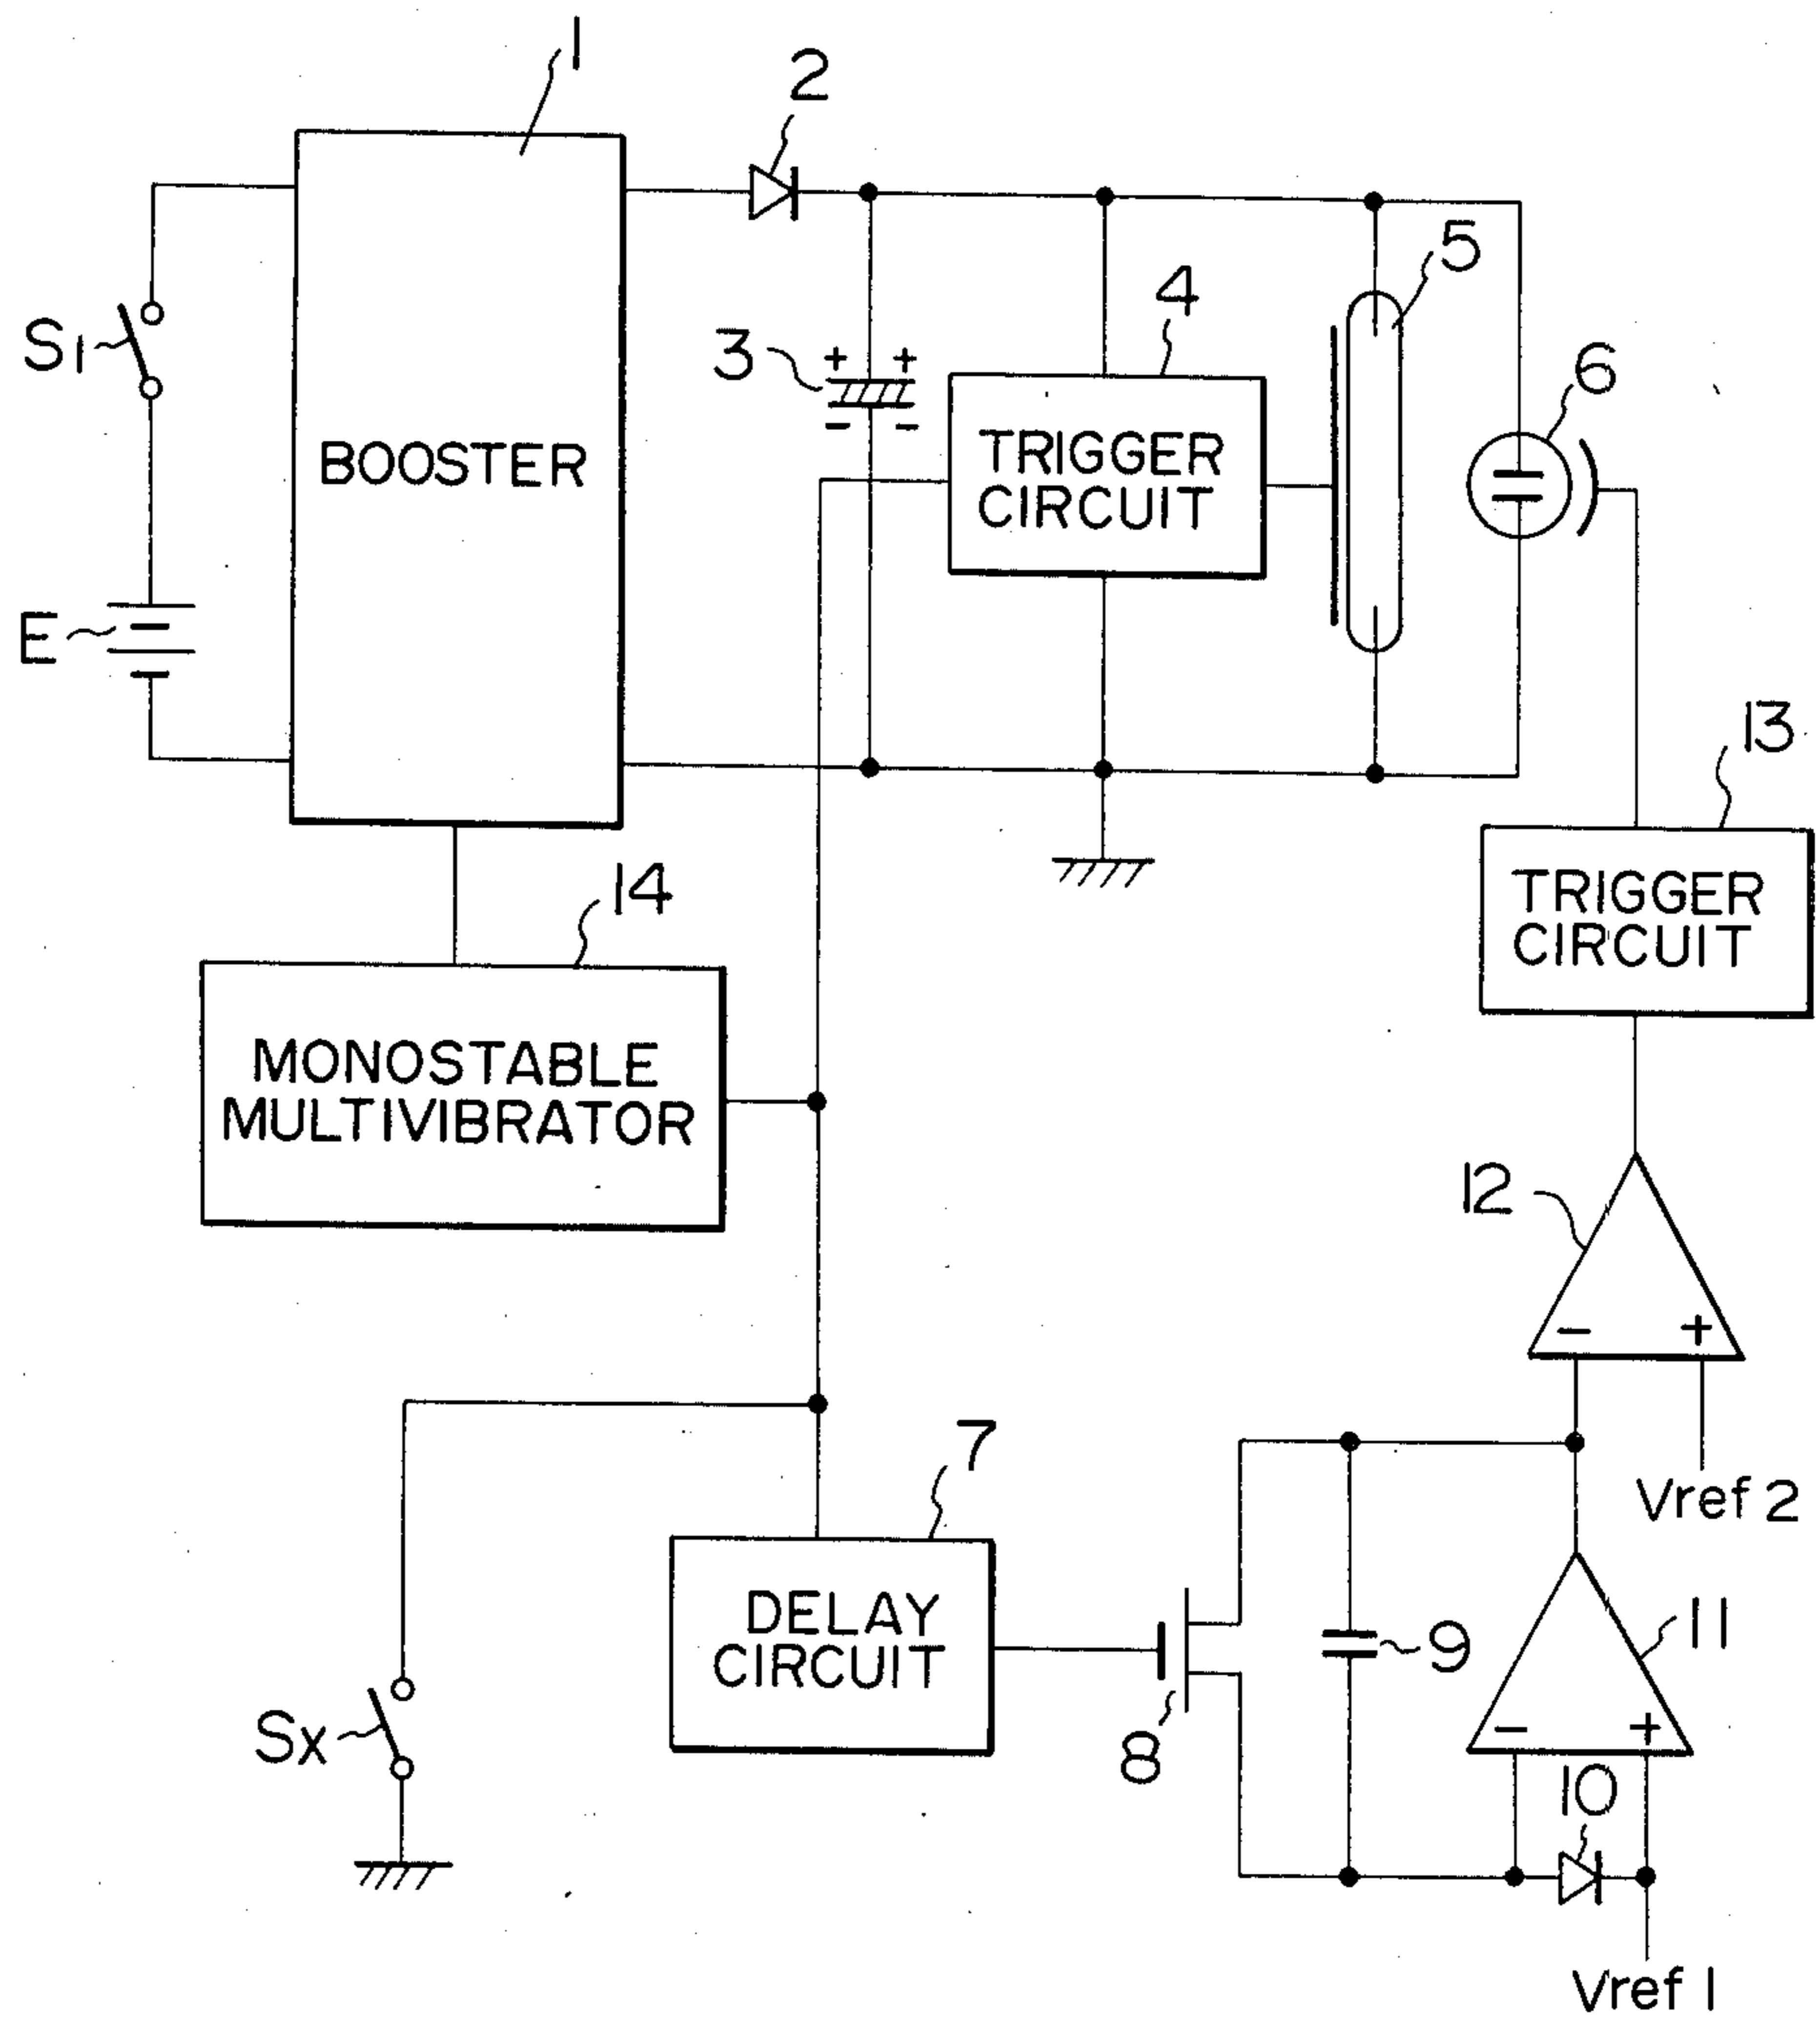 1
2
5
4
S1
3
+ +
- -
6
BOOSTER
TRIGGER
CIRCUIT
E
13
14
TRIGGER
CIRCUIT
MONOSTABLE
MULTIVIBRATOR
12
- +
7
Vref 2
DELAY
CIRCUIT
9
11
Sx
8
- +
10
Vref 1